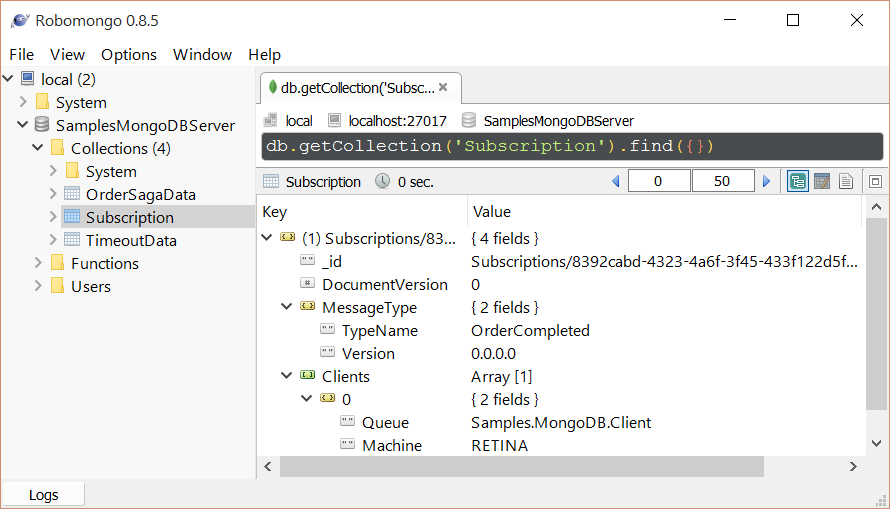 Robomongo 0.8.5
File View Options Window Help
local (2)
System
SamplesMongoDBServer
Collections (4)
System
OrderSagaData
Subscription
TimeoutData
Functions
Users
db.getCollection('Subsc...
local localhost:27017 SamplesMongoDBServer
db.getCollection('Subscription').find({})
Subscription 0 sec. 0 50
Key Value
(1) Subscriptions/83... { 4 fields }
_id Subscriptions/8392cabd-4323-4a6f-3f45-433f122d5f...
DocumentVersion 0
MessageType { 2 fields }
TypeName OrderCompleted
Version 0.0.0.0
Clients Array [1]
0 { 2 fields }
Queue Samples.MongoDB.Client
Machine RETINA
Logs